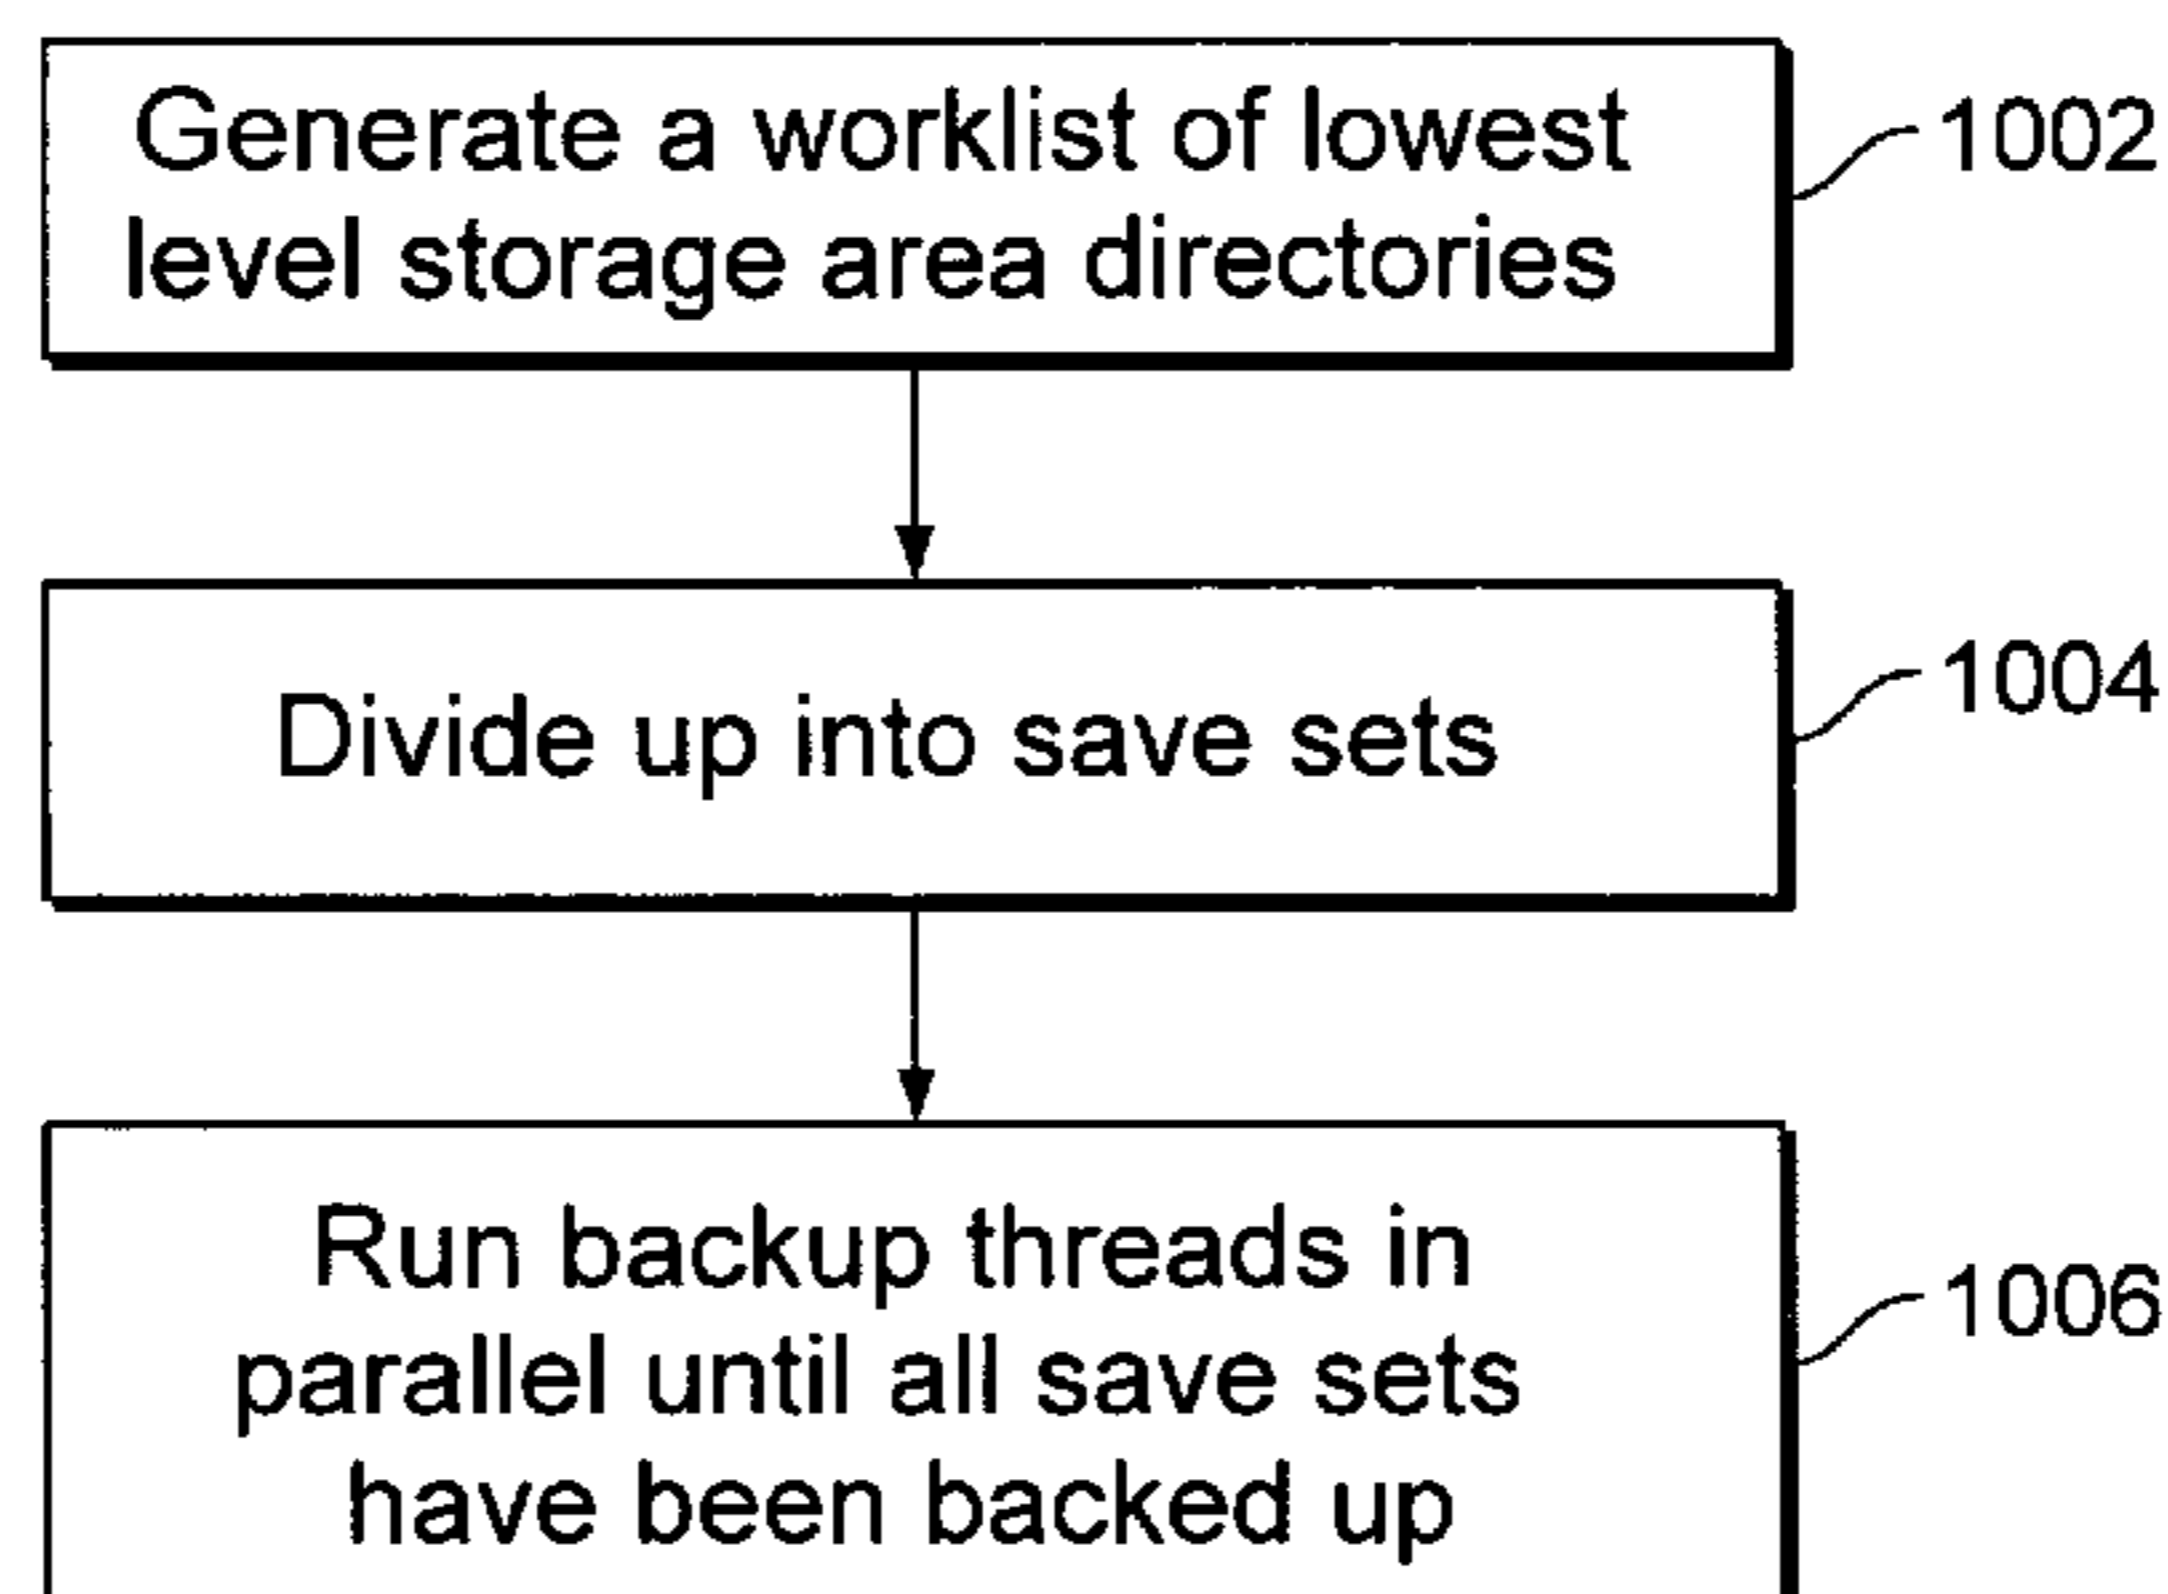 Generate a worklist of lowest
level storage area directories
1002
Divide up into save sets
1004
Run backup threads in
parallel until all save sets
have been backed up
1006